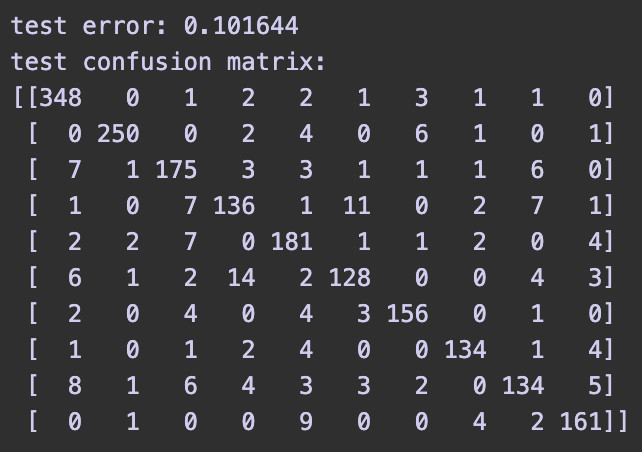 test error: 0.101644
test confusion matrix:
[[348   0   1   2   2   1   3   1   1   0]
 [  0 250   0   2   4   0   6   1   0   1]
 [  7   1 175   3   3   1   1   1   6   0]
 [  1   0   7 136   1  11   0   2   7   1]
 [  2   2   7   0 181   1   1   2   0   4]
 [  6   1   2  14   2 128   0   0   4   3]
 [  2   0   4   0   4   3 156   0   1   0]
 [  1   0   1   2   4   0   0 134   1   4]
 [  8   1   6   4   3   3   2   0 134   5]
 [  0   1   0   0   9   0   0   4   2 161]]